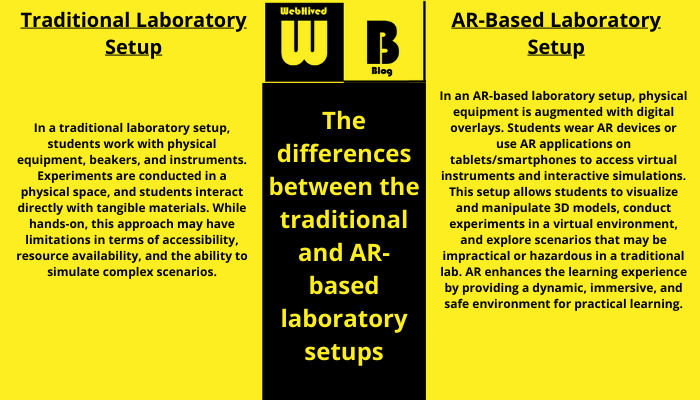 Traditional Laboratory
Setup
In a traditional laboratory setup,
students work with physical
equipment, beakers, and instruments.
Experiments are conducted in a
physical space, and students interact
directly with tangible materials. While
hands-on, this approach may have
limitations in terms of accessibility,
resource availability, and the ability to
simulate complex scenarios.
WebHived
W
B
Blog
The
differences
between the
traditional
and AR-
based
laboratory
setups
AR-Based Laboratory
Setup
In an AR-based laboratory setup, physical
equipment is augmented with digital
overlays. Students wear AR devices or
use AR applications on
tablets/smartphones to access virtual
instruments and interactive simulations.
This setup allows students to visualize
and manipulate 3D models, conduct
experiments in a virtual environment,
and explore scenarios that may be
impractical or hazardous in a traditional
lab. AR enhances the learning experience
by providing a dynamic, immersive, and
safe environment for practical learning.